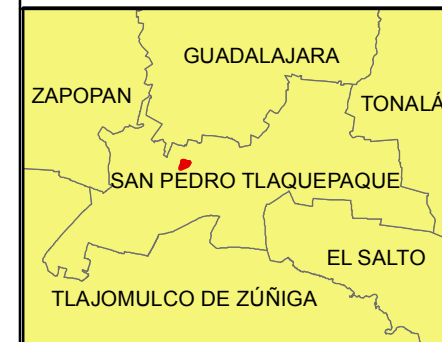 GUADALAJARA
ZAPOPAN
TONALÁ
SAN PEDRO TLAQUEPAQUE
EL SALTO
TLAJOMULCO DE ZÚÑIGA